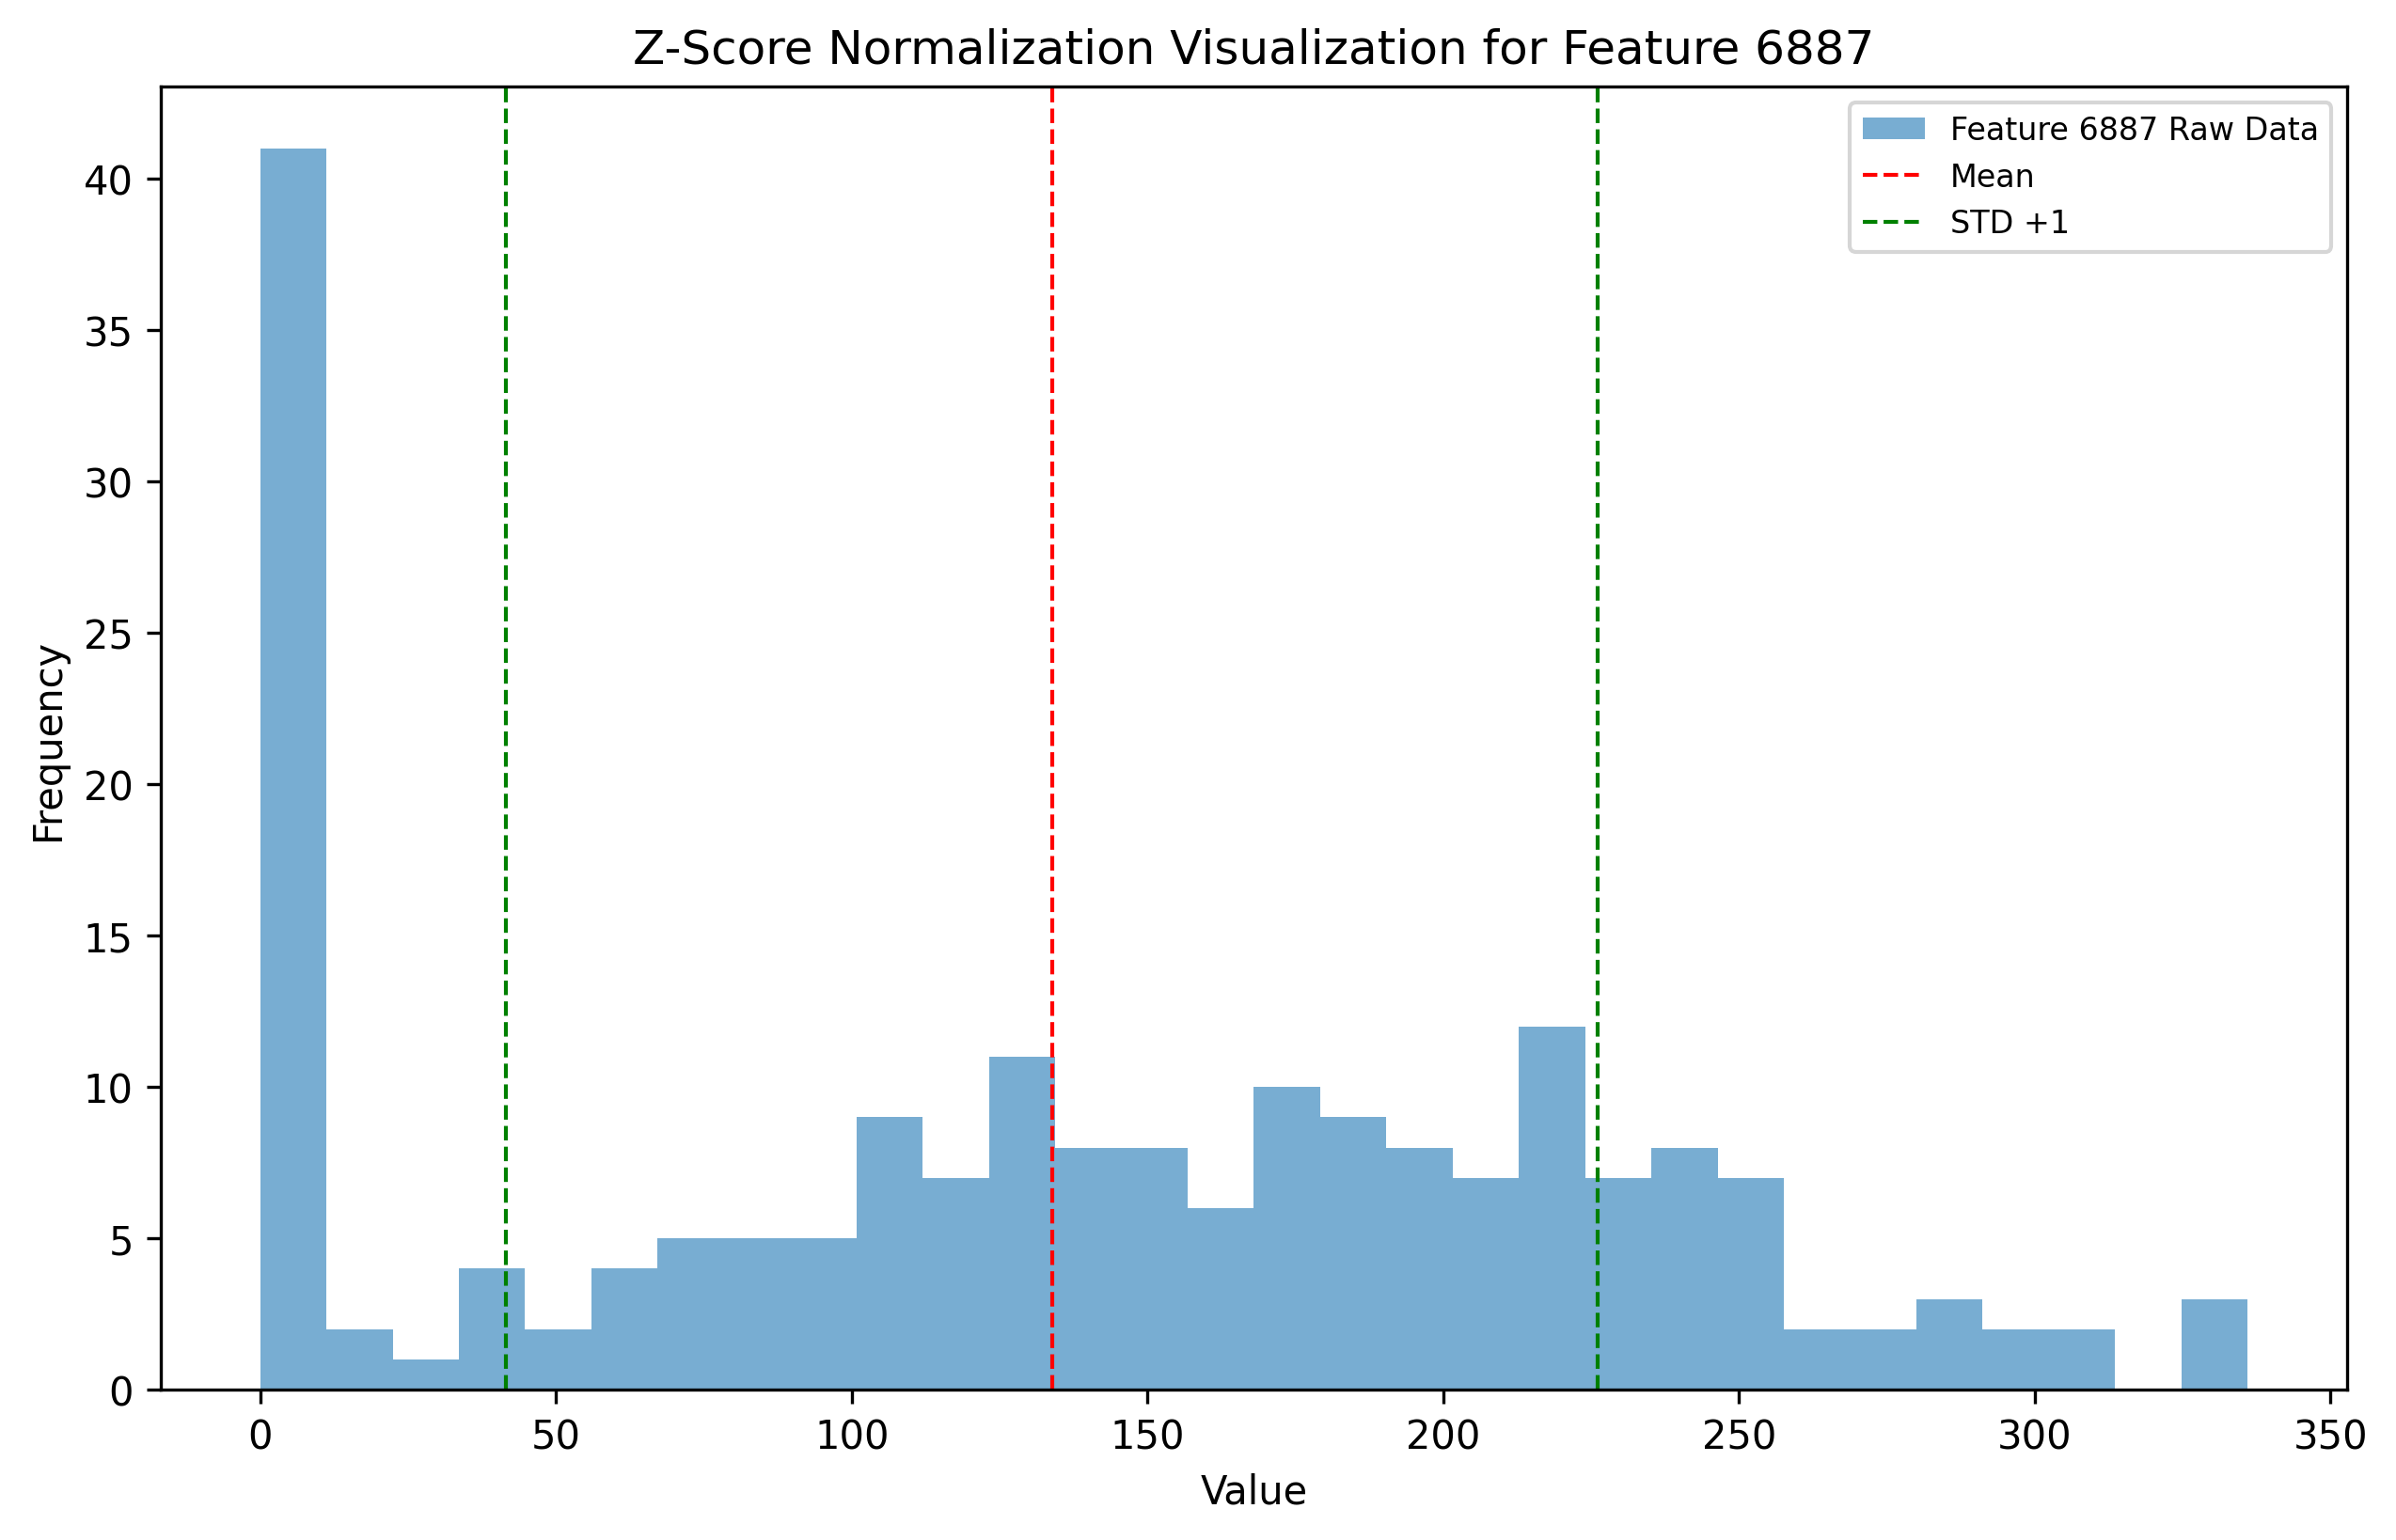 Z-Score Normalization Visualization for Feature 6887
Feature 6887 Raw Data
Mean
STD +1
40
35
30
25
20
15
10
5
0
Frequency
0 50 100 150 200 250 300 350
Value